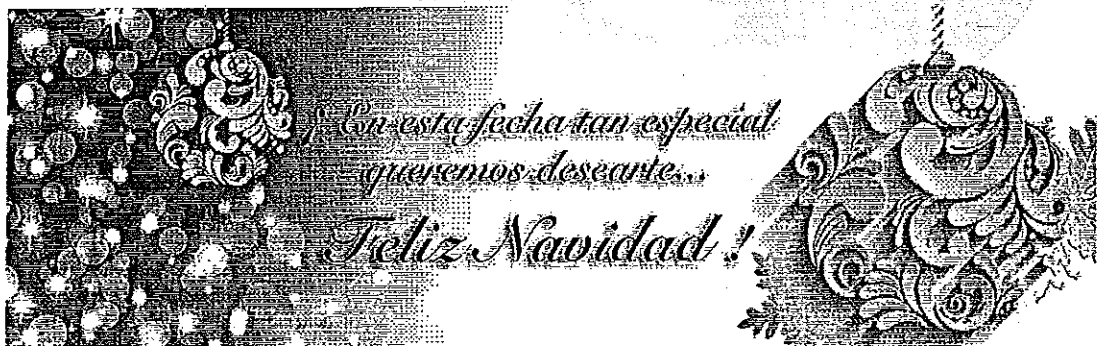 ¡ En esta fecha tan especial
queremos desearte...
Feliz Navidad !